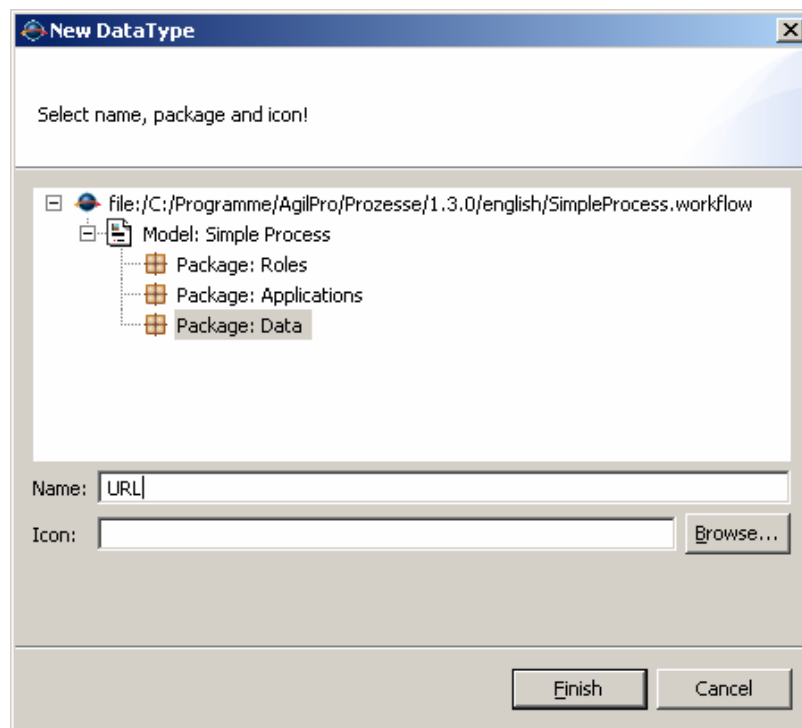 New DataType
Select name, package and icon!
file:/C:/Programme/AgilPro/Prozesse/1.3.0/english/SimpleProcess.workflow
Model: Simple Process
Package: Roles
Package: Applications
Package: Data
Name: URL
Icon: Browse...
Finish Cancel